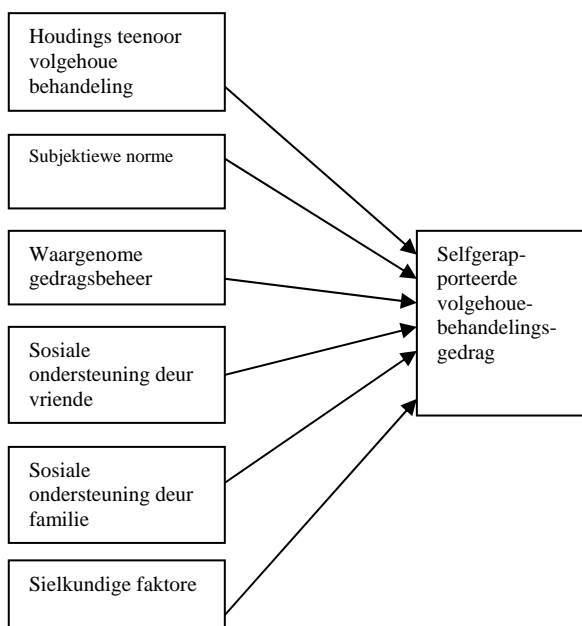 Houdings teenoor
volgehoue
behandeling
Subjektiewe norme
Waargenome
gedragsbeheer
Sosiale
ondersteuning deur
vriende
Sosiale
ondersteuning deur
familie
Sielkundige faktore
Selfgerap-
porteerde
volgehoue-
behandelings-
gedrag